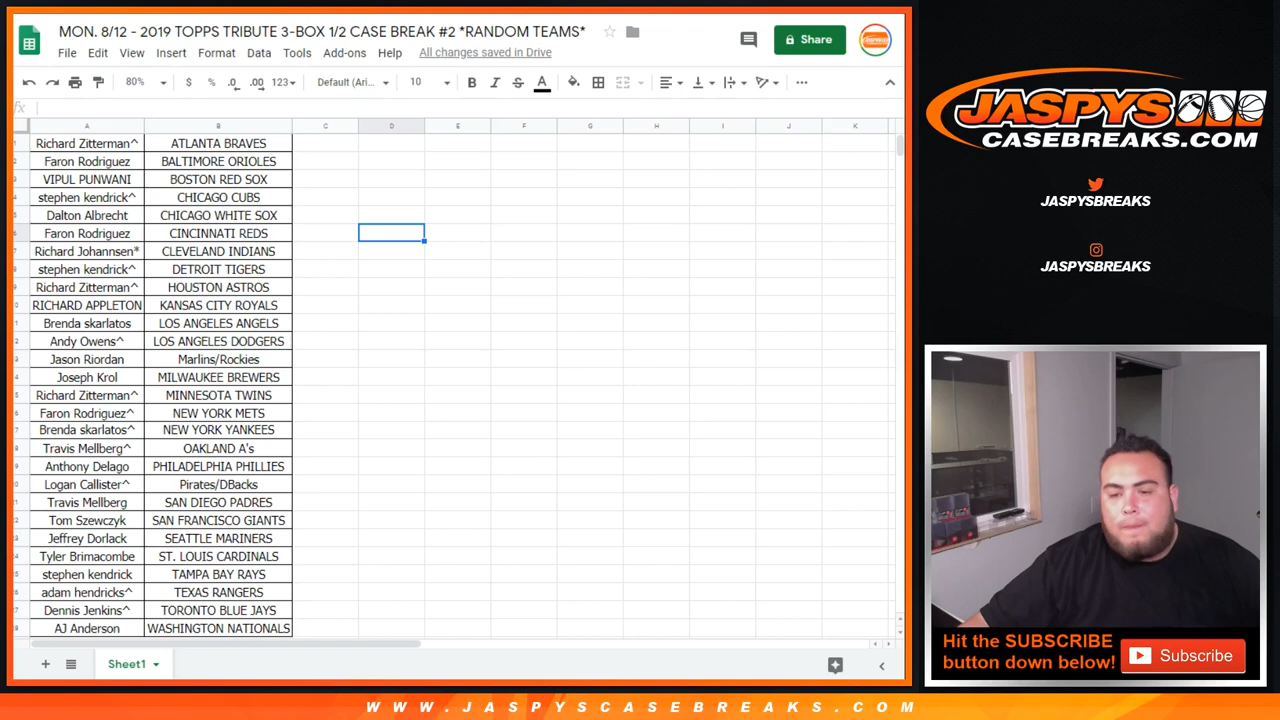 MON. 8/12 - 2019 TOPPS TRIBUTE 3-BOX 1/2 CASE BREAK #2 *RANDOM TEAMS*
File Edit View Insert Format Data Tools Add-ons Help All changes saved in Drive
Share
80% $ % .0 .00 123 Default (Ari... 10 B I S A
fx
A B C D E F G H I J K
Richard Zitterman^ ATLANTA BRAVES
Faron Rodriguez BALTIMORE ORIOLES
VIPUL PUNWANI BOSTON RED SOX
stephen kendrick^ CHICAGO CUBS
Dalton Albrecht CHICAGO WHITE SOX
Faron Rodriguez CINCINNATI REDS
Richard Johannsen* CLEVELAND INDIANS
stephen kendrick^ DETROIT TIGERS
Richard Zitterman^ HOUSTON ASTROS
RICHARD APPLETON KANSAS CITY ROYALS
Brenda skarlatos LOS ANGELES ANGELS
Andy Owens^ LOS ANGELES DODGERS
Jason Riordan Marlins/Rockies
Joseph Krol MILWAUKEE BREWERS
Richard Zitterman^ MINNESOTA TWINS
Faron Rodriguez^ NEW YORK METS
Brenda skarlatos^ NEW YORK YANKEES
Travis Mellberg^ OAKLAND A's
Anthony Delago PHILADELPHIA PHILLIES
Logan Callister^ Pirates/DBacks
Travis Mellberg SAN DIEGO PADRES
Tom Szewczyk SAN FRANCISCO GIANTS
Jeffrey Dorlack SEATTLE MARINERS
Tyler Brimacombe ST. LOUIS CARDINALS
stephen kendrick TAMPA BAY RAYS
adam hendricks^ TEXAS RANGERS
Dennis Jenkins^ TORONTO BLUE JAYS
AJ Anderson WASHINGTON NATIONALS
Sheet1
JASPYS
CASEBREAKS.COM
JASPYSBREAKS
JASPYSBREAKS
Hit the SUBSCRIBE
button down below!
Subscribe
WWW.JASPYSCASEBREAKS.COM